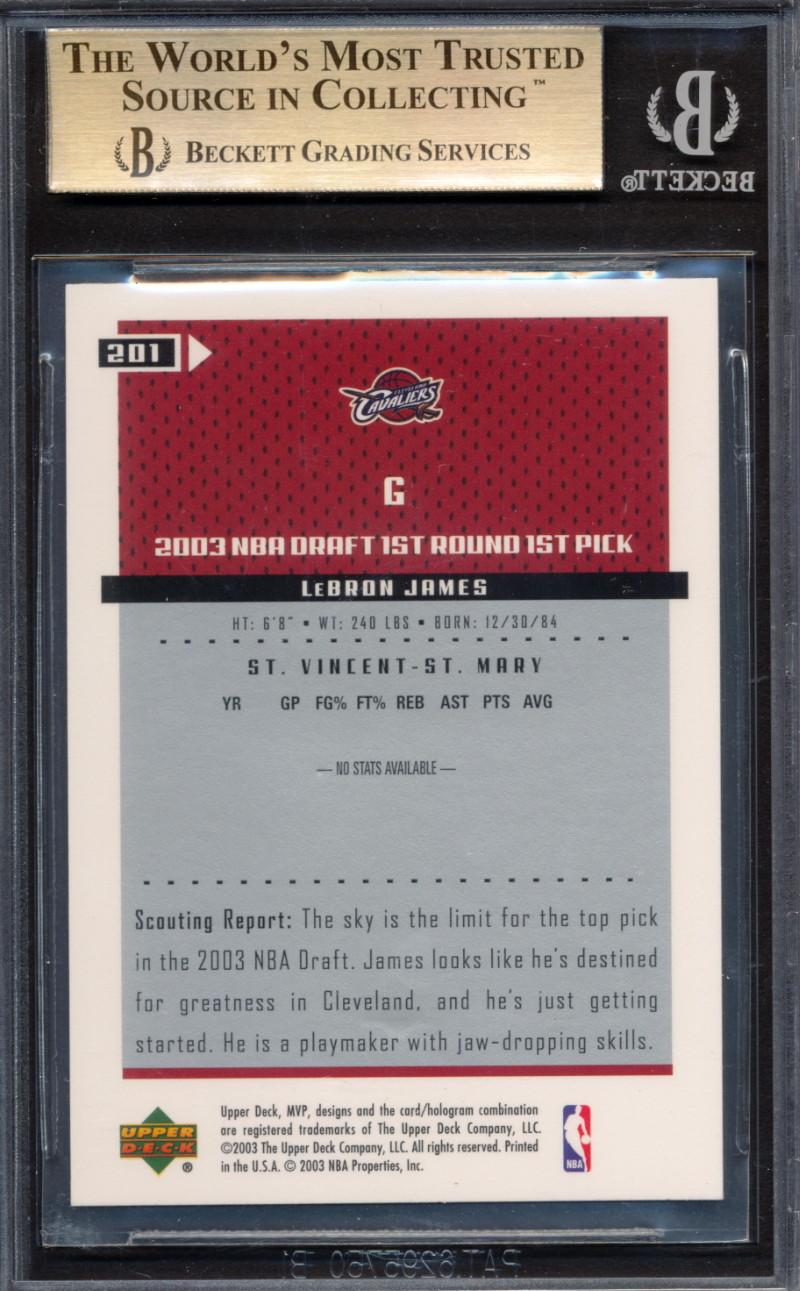 THE WORLD'S MOST TRUSTED
SOURCE IN COLLECTING™
B BECKETT GRADING SERVICES
B
BECKETT®
201
CLEVELAND
CAVALIERS
G
2003 NBA DRAFT 1ST ROUND 1ST PICK
LEBRON JAMES
HT: 6'8" ▪ WT: 240 LBS ▪ BORN: 12/30/84
ST. VINCENT-ST. MARY
YR GP FG% FT% REB AST PTS AVG
— NO STATS AVAILABLE —
Scouting Report: The sky is the limit for the top pick
in the 2003 NBA Draft. James looks like he's destined
for greatness in Cleveland, and he's just getting
started. He is a playmaker with jaw-dropping skills.
UPPER
D·E·C·K
®
Upper Deck, MVP, designs and the card/hologram combination
are registered trademarks of The Upper Deck Company, LLC.
©2003 The Upper Deck Company, LLC. All rights reserved. Printed
in the U.S.A. © 2003 NBA Properties, Inc.
NBA
PAT.6295750 B1